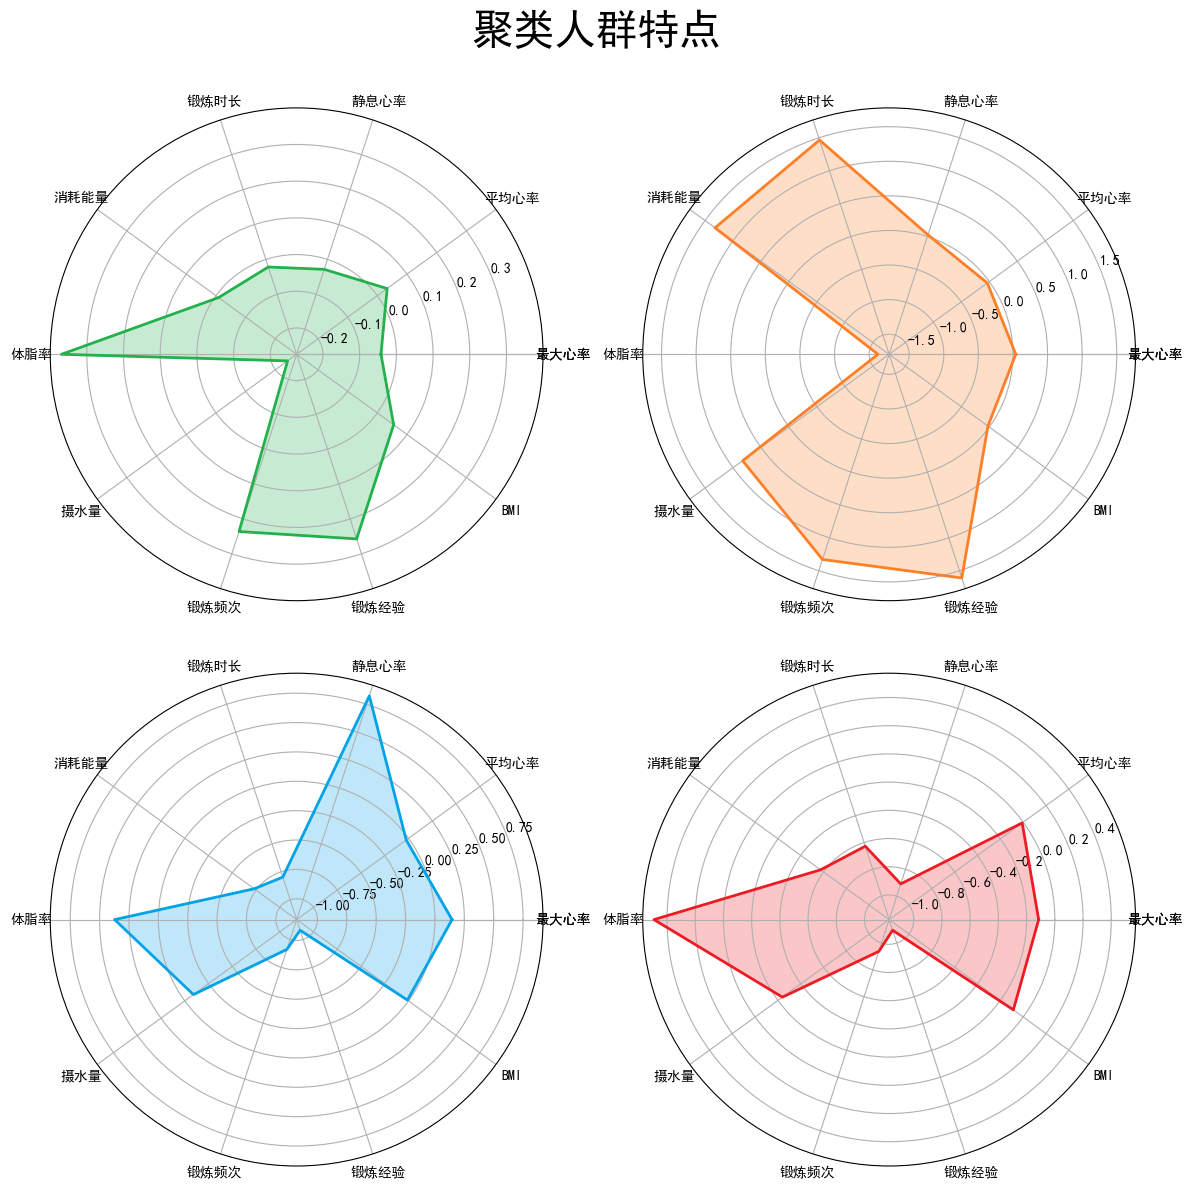 聚类人群特点
锻炼时长
静息心率
消耗能量
平均心率
0.3
0.2
0.1
0.0
-0.1
-0.2
体脂率
最大心率
摄水量
BMI
锻炼频次
锻炼经验
锻炼时长
静息心率
消耗能量
平均心率
1.5
1.0
0.5
0.0
-0.5
-1.0
-1.5
体脂率
最大心率
摄水量
BMI
锻炼频次
锻炼经验
锻炼时长
静息心率
消耗能量
平均心率
0.75
0.50
0.25
0.00
-0.25
-0.50
-0.75
-1.00
体脂率
最大心率
摄水量
BMI
锻炼频次
锻炼经验
锻炼时长
静息心率
消耗能量
平均心率
0.4
0.2
0.0
-0.2
-0.4
-0.6
-0.8
-1.0
体脂率
最大心率
摄水量
BMI
锻炼频次
锻炼经验